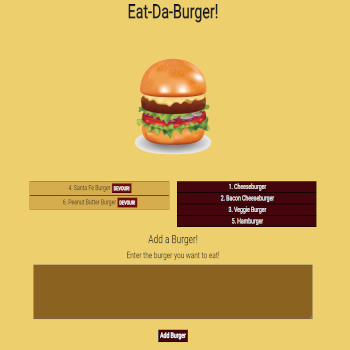 Eat-Da-Burger!
4. Santa Fe Burger DEVOUR!
6. Peanut Butter Burger DEVOUR!
1. Cheeseburger
2. Bacon Cheeseburger
3. Veggie Burger
5. Hamburger
Add a Burger!
Enter the burger you want to eat!
Add Burger